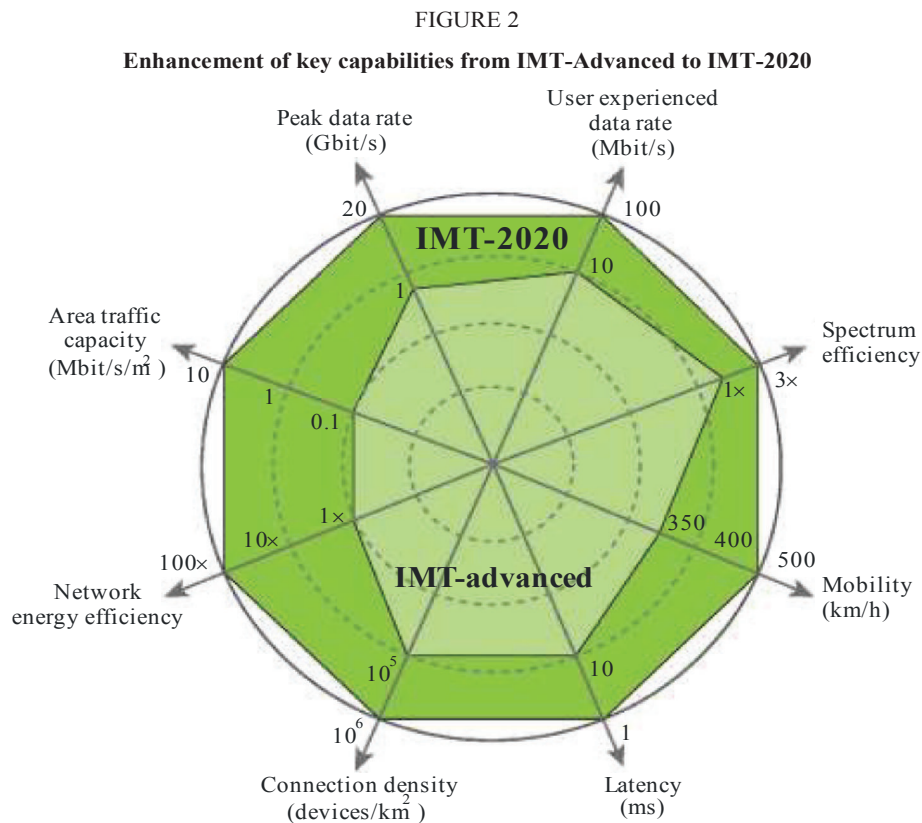 FIGURE 2
Enhancement of key capabilities from IMT-Advanced to IMT-2020
Peak data rate
(Gbit/s)
User experienced
data rate
(Mbit/s)
20
100
IMT-2020
1
10
Area traffic
capacity
(Mbit/s/m²)
10
1
0.1
Spectrum
efficiency
1×
3×
1×
10×
100×
Network
energy efficiency
350
400
500
Mobility
(km/h)
IMT-advanced
10⁵
10⁶
10
1
Connection density
(devices/km²)
Latency
(ms)